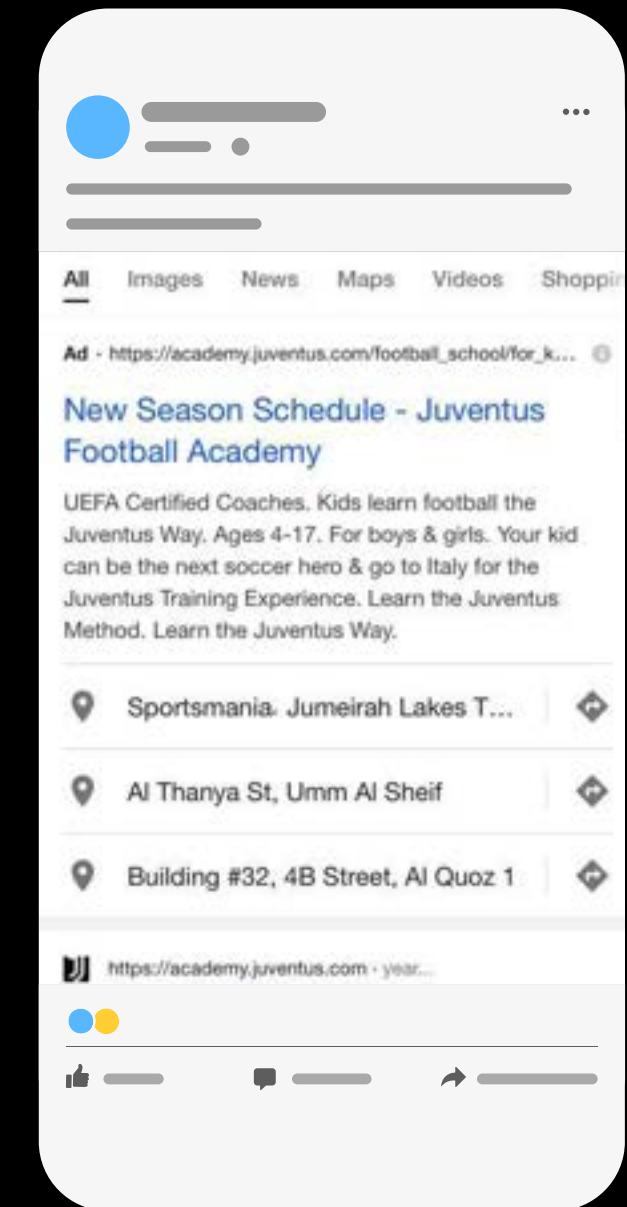 All Images News Maps Videos Shoppin
Ad · https://academy.juventus.com/football_school/for_k...
New Season Schedule - Juventus
Football Academy
UEFA Certified Coaches. Kids learn football the
Juventus Way. Ages 4-17. For boys & girls. Your kid
can be the next soccer hero & go to Italy for the
Juventus Training Experience. Learn the Juventus
Method. Learn the Juventus Way.
Sportsmania. Jumeirah Lakes T...
Al Thanya St, Umm Al Sheif
Building #32, 4B Street, Al Quoz 1
https://academy.juventus.com · year...